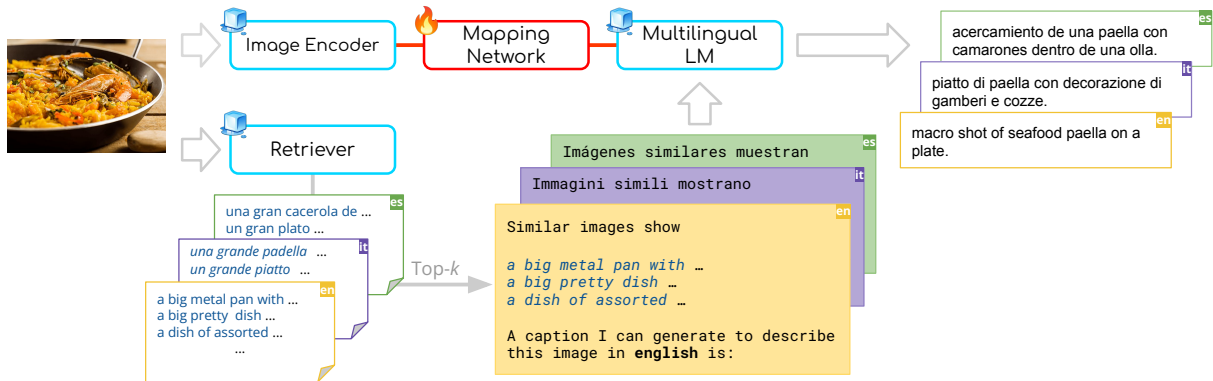 Image Encoder
Mapping
Network
Multilingual
LM
es
acercamiento de una paella con
camarones dentro de una olla.
it
piatto di paella con decorazione di
gamberi e cozze.
en
macro shot of seafood paella on a
plate.
Retriever
es
una gran cacerola de ...
un gran plato ...
it
una grande padella ...
un grande piatto ...
en
a big metal pan with ...
a big pretty dish ...
a dish of assorted ...
...
Top-k
es
Imágenes similares muestran
it
Immagini simili mostrano
en
Similar images show
a big metal pan with …
a big pretty dish …
a dish of assorted …
A caption I can generate to describe
this image in english is: